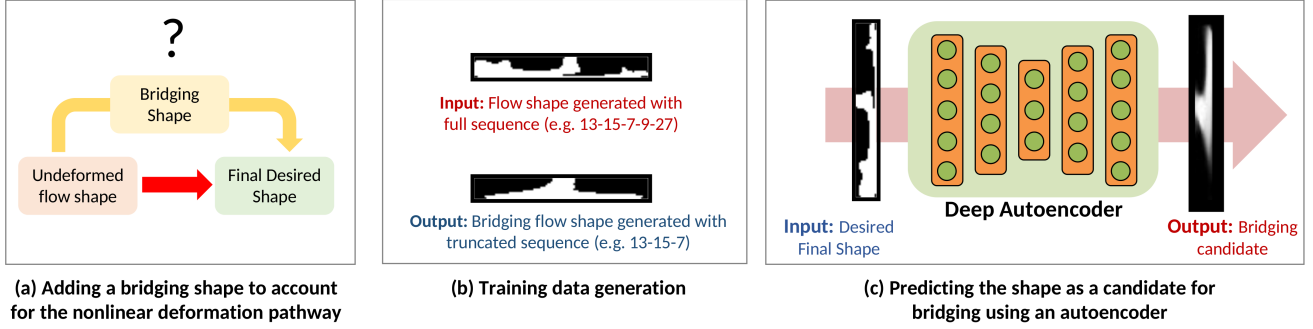 ?
Bridging
Shape
Undeformed
flow shape
Final Desired
Shape
(a) Adding a bridging shape to account
for the nonlinear deformation pathway
Input: Flow shape generated with
full sequence (e.g. 13-15-7-9-27)
Output: Bridging flow shape generated with
truncated sequence (e.g. 13-15-7)
(b) Training data generation
Deep Autoencoder
Input: Desired
Final Shape
Output: Bridging
candidate
(c) Predicting the shape as a candidate for
bridging using an autoencoder